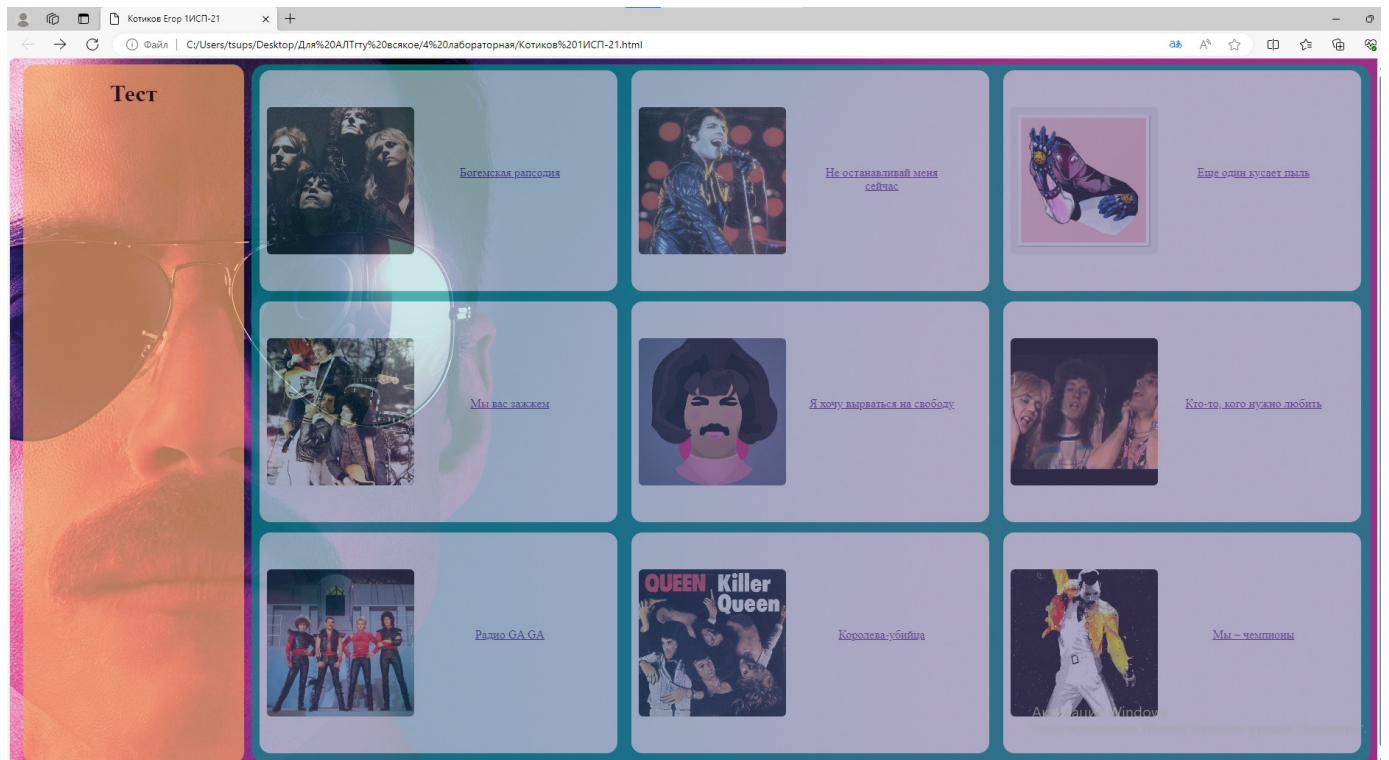 Котиков Егор 1ИСП-21
Файл
C:/Users/tsups/Desktop/Для%20АЛТгту%20всякое/4%20лабораторная/Котиков%201ИСП-21.html
Тест
Богемская рапсодия
Не останавливай меня
сейчас
Еще один кусает пыль
Мы вас зажжем
Я хочу вырваться на свободу
Кто-то, кого нужно любить
Радио GA GA
QUEEN Killer
Queen
Королева-убийца
Мы – чемпионы